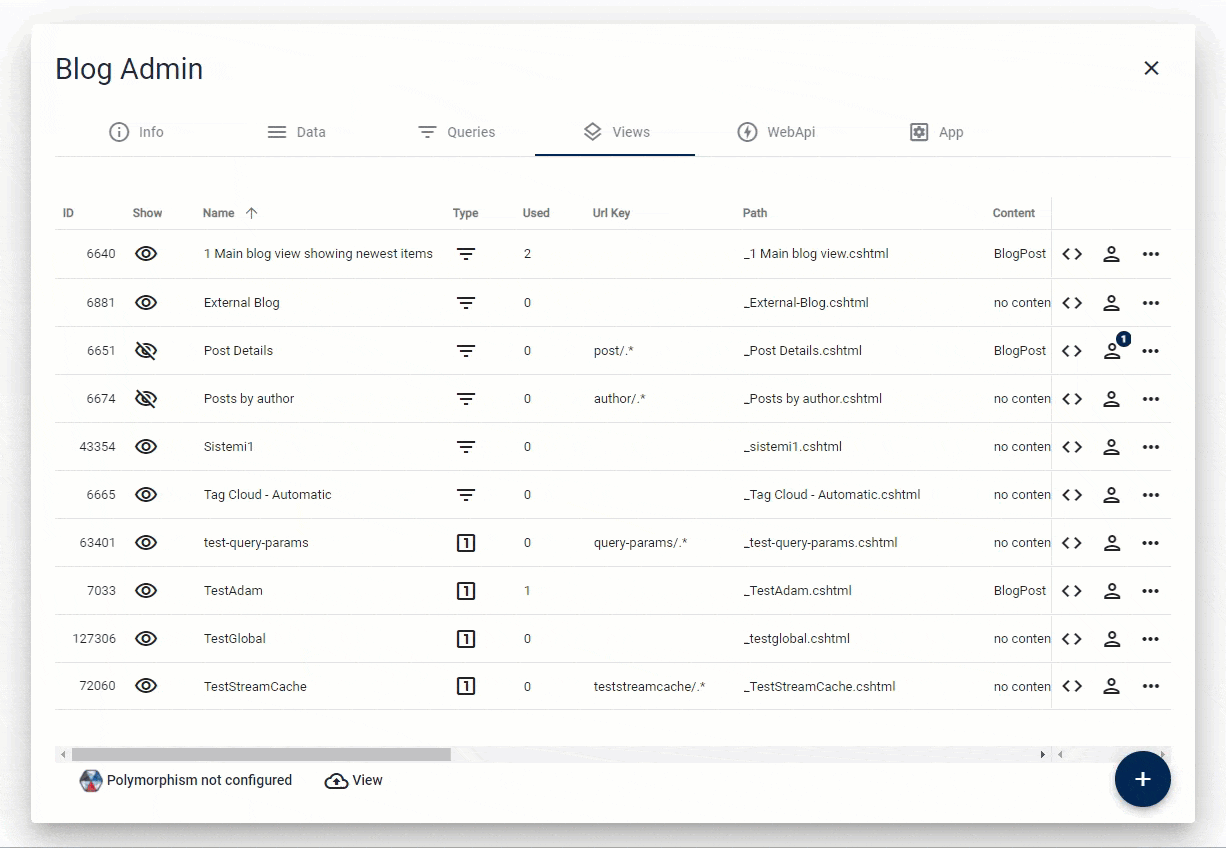 Blog Admin
Info Data Queries Views WebApi App
ID Show Name Type Used Url Key Path Content
6640 1 Main blog view showing newest items 2 _1 Main blog view.cshtml BlogPost
6881 External Blog 0 _External-Blog.cshtml no conten
6651 Post Details 0 post/.* _Post Details.cshtml BlogPost 1
6674 Posts by author 0 author/.* _Posts by author.cshtml no conten
43354 Sistemi1 0 _sistemi1.cshtml no conten
6665 Tag Cloud - Automatic 0 _Tag Cloud - Automatic.cshtml no conten
63401 test-query-params 1 0 query-params/.* _test-query-params.cshtml no conten
7033 TestAdam 1 1 _TestAdam.cshtml BlogPost
127306 TestGlobal 1 0 _testglobal.cshtml no conten
72060 TestStreamCache 1 0 teststreamcache/.* _TestStreamCache.cshtml no conten
Polymorphism not configured View